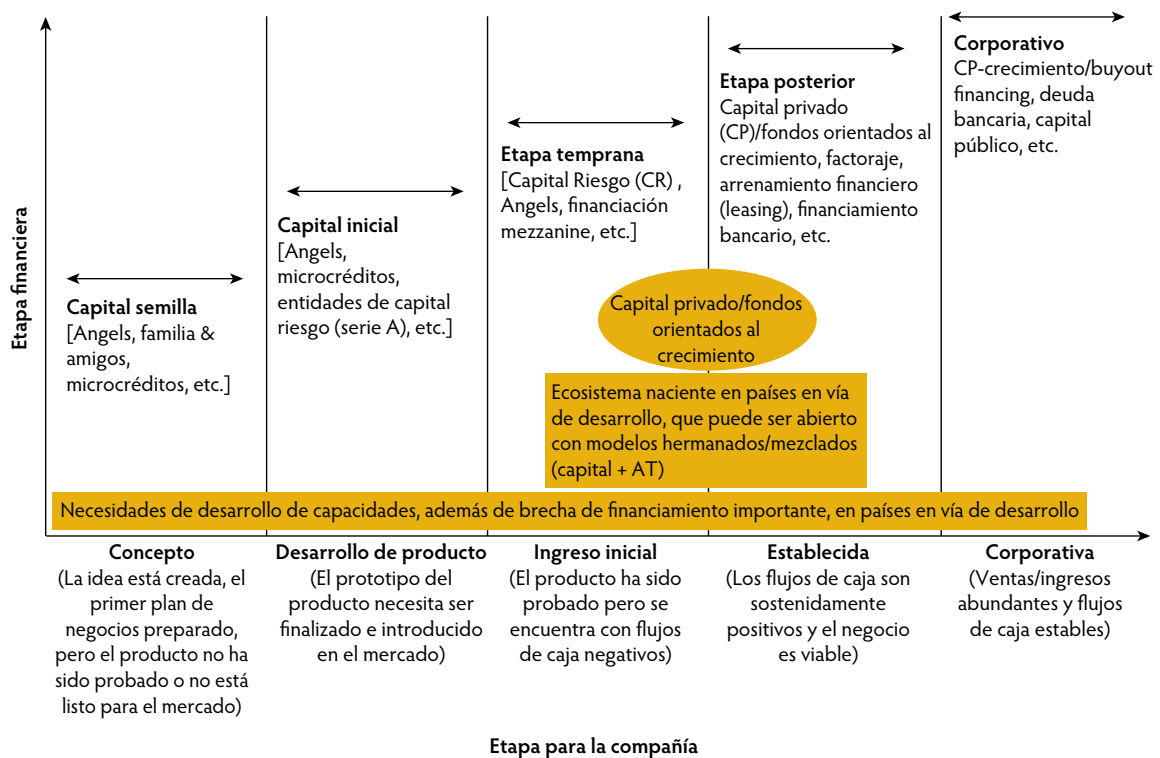 Etapa financiera
Capital semilla
[Angels, familia &
amigos,
microcréditos, etc.]
Capital inicial
[Angels,
microcréditos,
entidades de capital
riesgo (serie A), etc.]
Etapa temprana
[Capital Riesgo (CR) ,
Angels, financiación
mezzanine, etc.]
Etapa posterior
Capital privado
(CP)/fondos orientados al
crecimiento, factoraje,
arrenamiento financiero
(leasing), financiamiento
bancario, etc.
Corporativo
CP-crecimiento/buyout
financing, deuda
bancaria, capital
público, etc.
Capital privado/fondos
orientados al
crecimiento
Ecosistema naciente en países en vía
de desarrollo, que puede ser abierto
con modelos hermanados/mezclados
(capital + AT)
Necesidades de desarrollo de capacidades, además de brecha de financiamiento importante, en países en vía de desarrollo
Concepto
(La idea está creada, el
primer plan de
negocios preparado,
pero el producto no ha
sido probado o no está
listo para el mercado)
Desarrollo de producto
(El prototipo del
producto necesita ser
finalizado e introducido
en el mercado)
Ingreso inicial
(El producto ha sido
probado pero se
encuentra con flujos
de caja negativos)
Establecida
(Los flujos de caja son
sostenidamente
positivos y el negocio
es viable)
Corporativa
(Ventas/ingresos
abundantes y flujos
de caja estables)
Etapa para la compañía